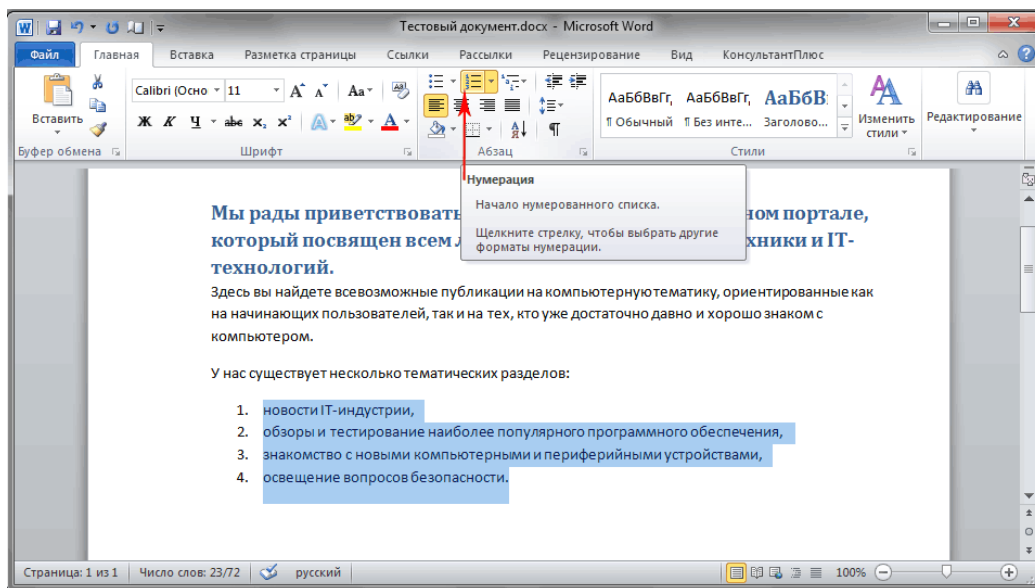 Тестовый документ.docx - Microsoft Word
Файл Главная Вставка Разметка страницы Ссылки Рассылки Рецензирование Вид КонсультантПлюс
Calibri (Осно 11
Вставить
Ж К Ч abc x₂ x² A ab A
АаБбВвГг, АаБбВвГг, АаБбВ
¶ Обычный ¶ Без инте... Заголово...
Изменить стили
Редактирование
Буфер обмена Шрифт Абзац Стили
Нумерация
Начало нумерованного списка.
Щелкните стрелку, чтобы выбрать другие
форматы нумерации.
Мы рады приветствовать ном портале,
который посвящен всем л хники и IT-
технологий.
Здесь вы найдете всевозможные публикации на компьютерную тематику, ориентированные как
на начинающих пользователей, так и на тех, кто уже достаточно давно и хорошо знаком с
компьютером.
У нас существует несколько тематических разделов:
1. новости IT-индустрии,
2. обзоры и тестирование наиболее популярного программного обеспечения,
3. знакомство с новыми компьютерными и периферийными устройствами,
4. освещение вопросов безопасности.
Страница: 1 из 1 Число слов: 23/72 русский 100%